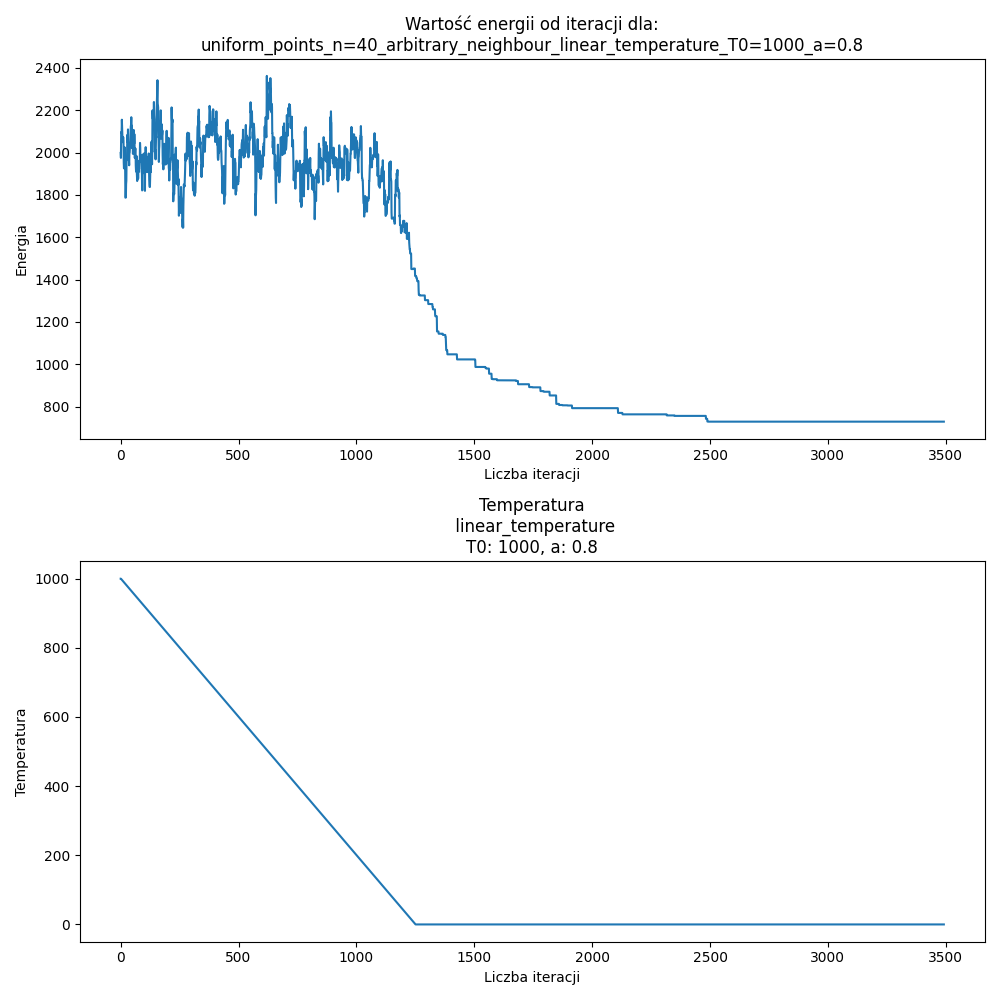 Wartość energii od iteracji dla:
uniform_points_n=40_arbitrary_neighbour_linear_temperature_T0=1000_a=0.8
2400
2200
2000
1800
1600
1400
1200
1000
800
Energia
0 500 1000 1500 2000 2500 3000 3500
Liczba iteracji
Temperatura
linear_temperature
T0: 1000, a: 0.8
1000
800
600
400
200
0
Temperatura
0 500 1000 1500 2000 2500 3000 3500
Liczba iteracji